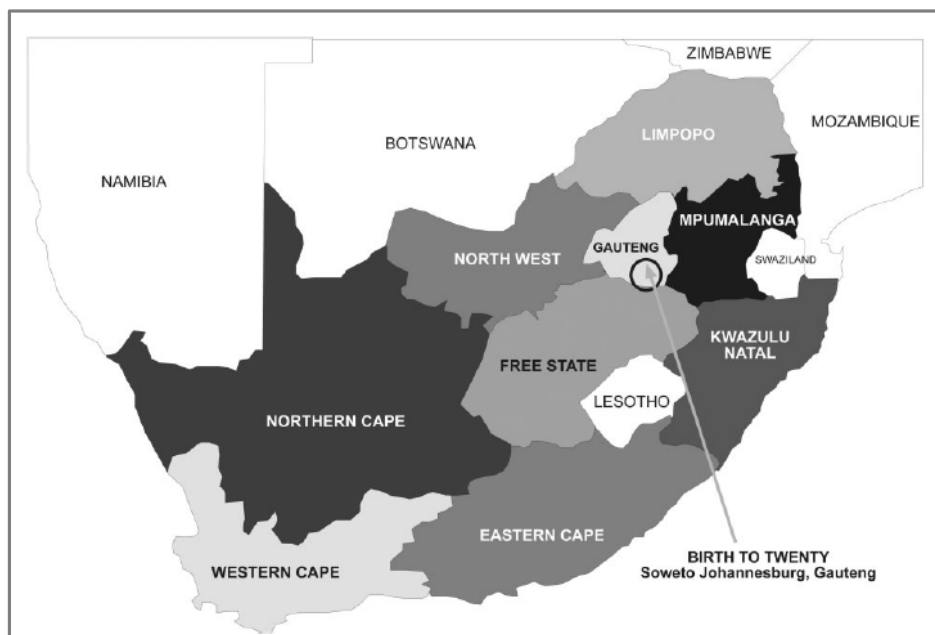 ZIMBABWE
MOZAMBIQUE
LIMPOPO
BOTSWANA
NAMIBIA
MPUMALANGA
GAUTENG
NORTH WEST
SWAZILAND
KWAZULU
NATAL
FREE STATE
LESOTHO
NORTHERN CAPE
EASTERN CAPE
WESTERN CAPE
BIRTH TO TWENTY
Soweto Johannesburg, Gauteng